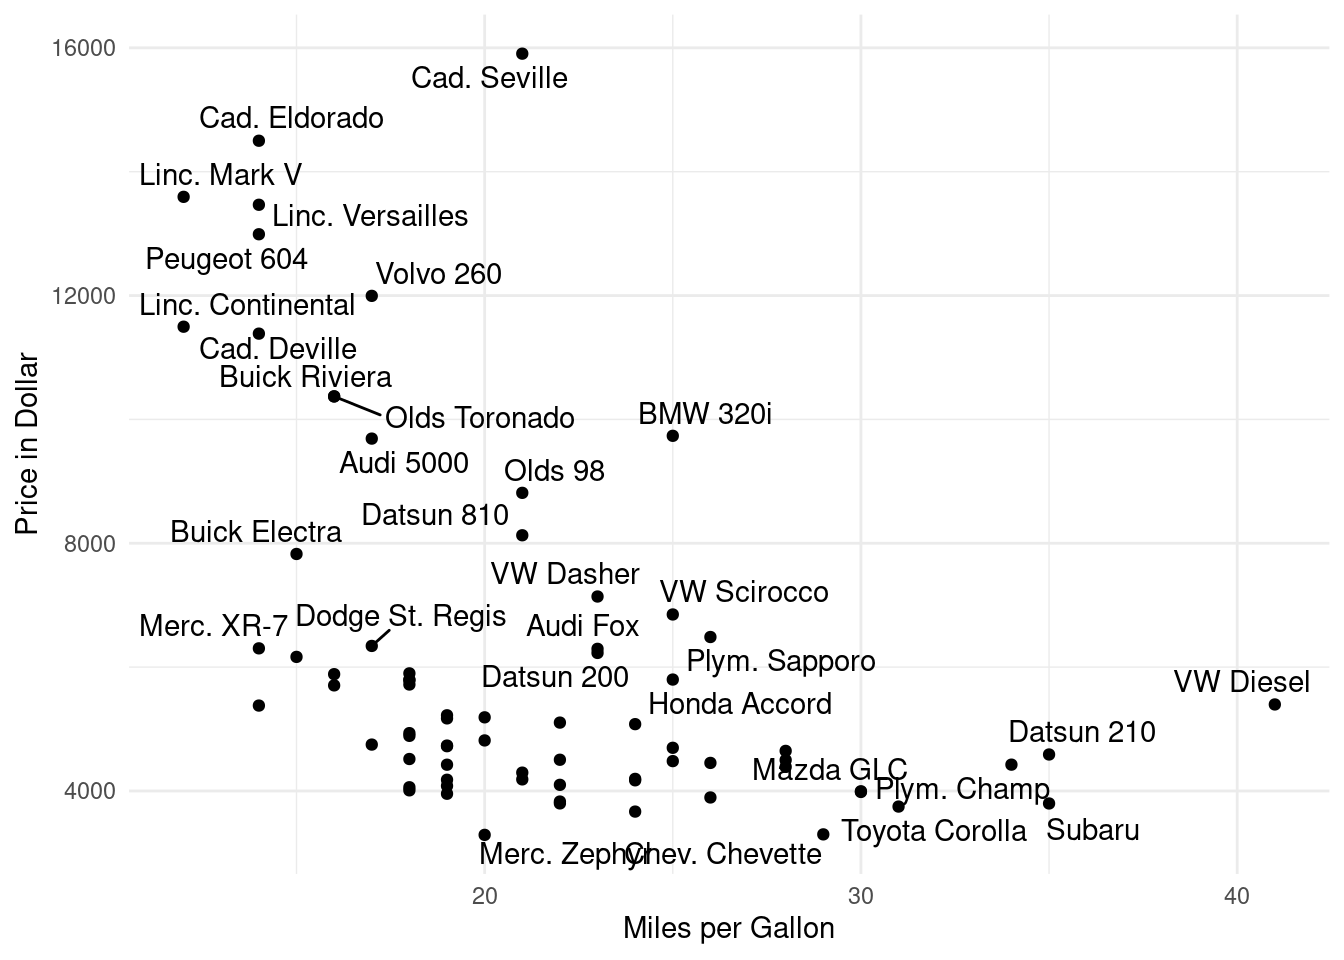 16000
Cad. Seville
Cad. Eldorado
Linc. Mark V
Linc. Versailles
Peugeot 604
Volvo 260
12000
Linc. Continental
Cad. Deville
Buick Riviera
Olds Toronado
BMW 320i
Audi 5000
Olds 98
Datsun 810
Buick Electra
8000
VW Dasher
VW Scirocco
Dodge St. Regis
Merc. XR-7
Audi Fox
Plym. Sapporo
Datsun 200
VW Diesel
Honda Accord
Datsun 210
Mazda GLC
Plym. Champ
4000
Toyota Corolla
Subaru
Merc. Zephyr
Chev. Chevette
20
30
40
Miles per Gallon
Price in Dollar